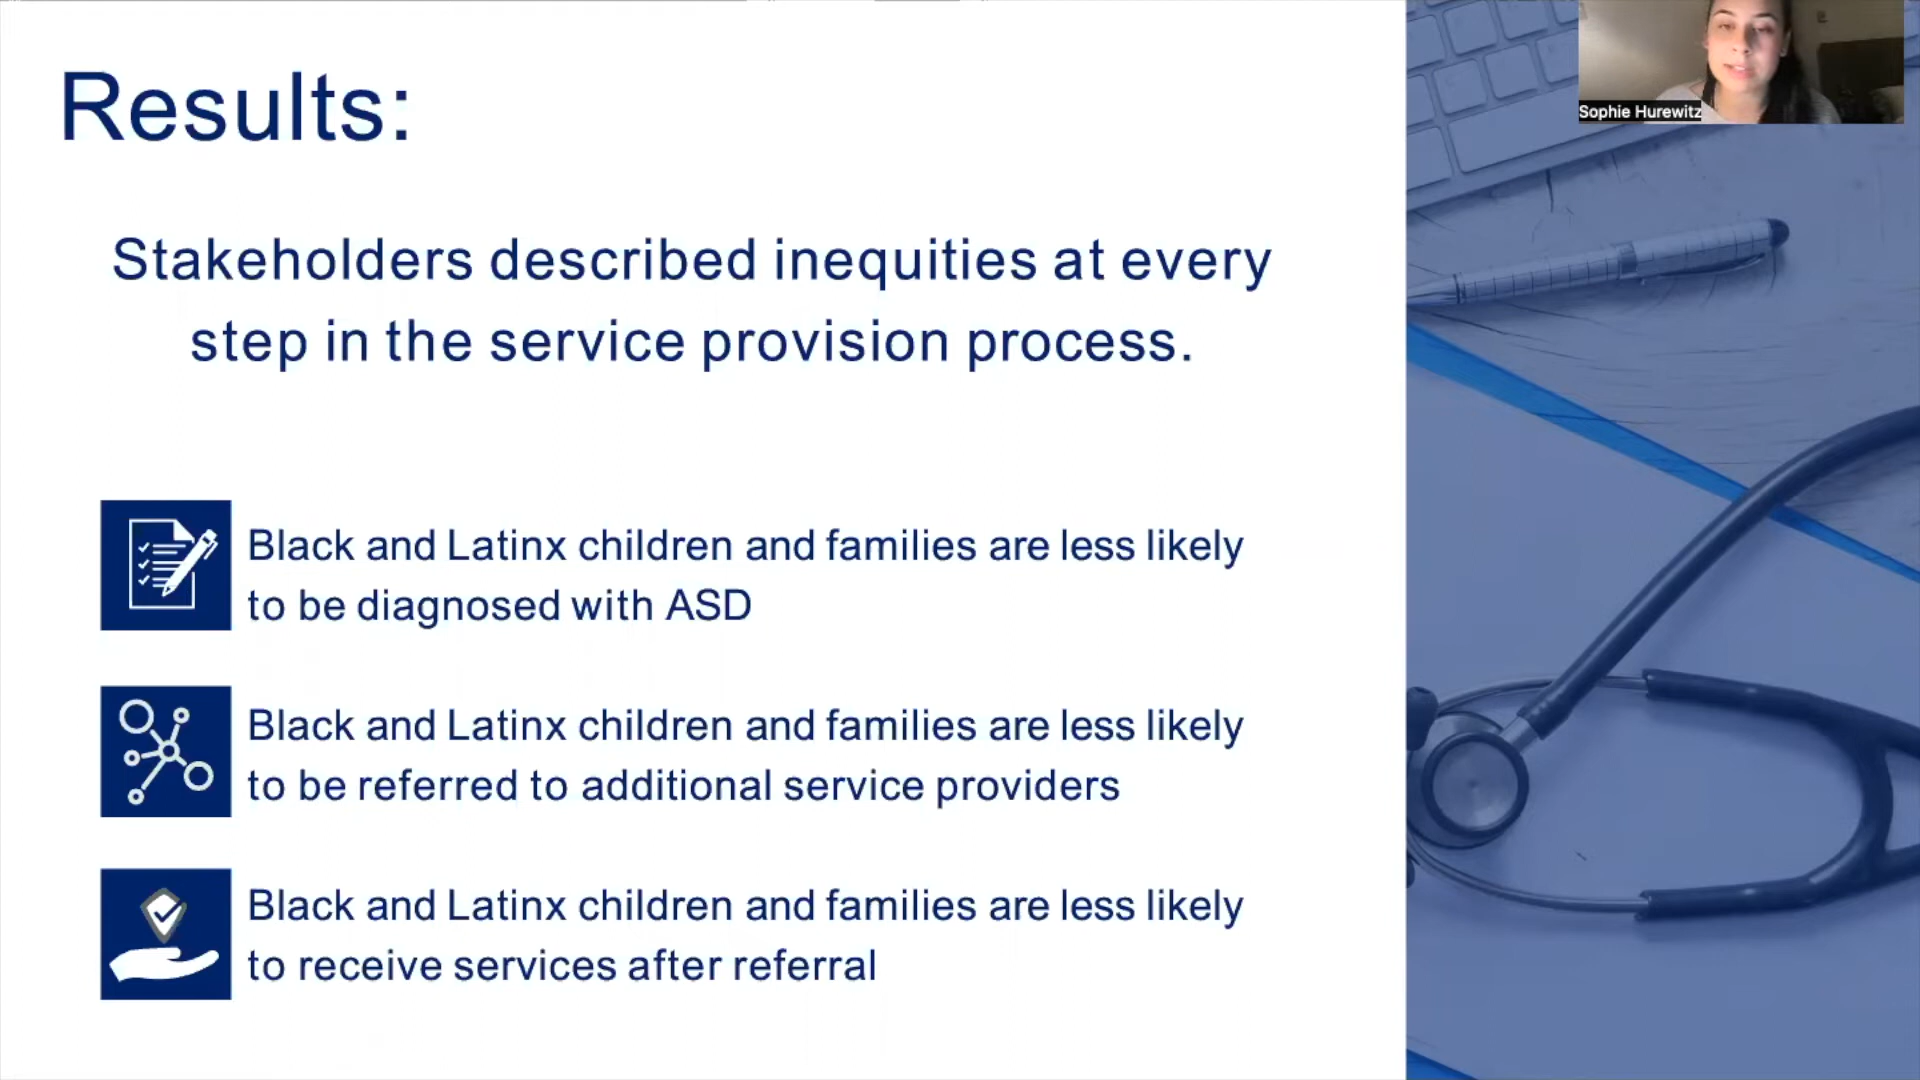 Results:
Sophie Hurewitz
Stakeholders described inequities at every
step in the service provision process.
Black and Latinx children and families are less likely
to be diagnosed with ASD
Black and Latinx children and families are less likely
to be referred to additional service providers
Black and Latinx children and families are less likely
to receive services after referral